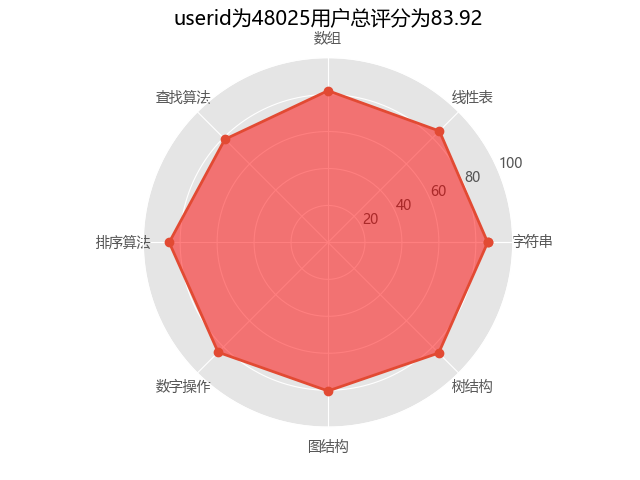 userid为48025用户总评分为83.92
数组
查找算法
线性表
100
80
60
40
20
排序算法
字符串
数字操作
树结构
图结构